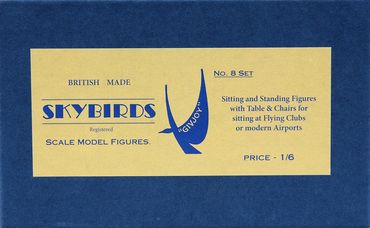 BRITISH MADE
SKYBIRDS
Registered
SCALE MODEL FIGURES.
"GIVJOY"
No. 8 SET
Sitting and Standing Figures
with Table & Chairs for
sitting at Flying Clubs
or modern Airports
PRICE - 1/6